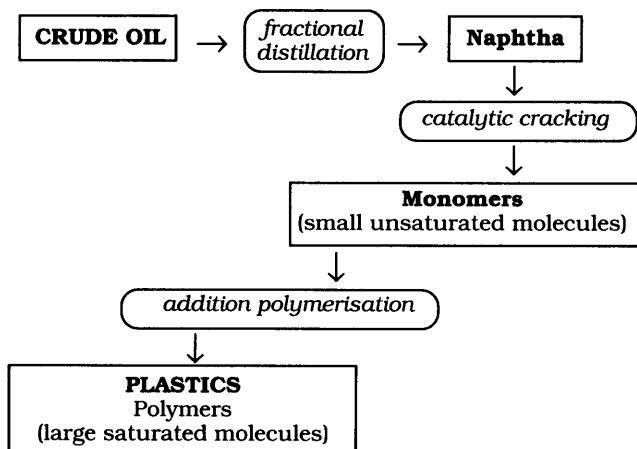 CRUDE OIL
fractional
distillation
Naphtha
catalytic cracking
Monomers
(small unsaturated molecules)
addition polymerisation
PLASTICS
Polymers
(large saturated molecules)